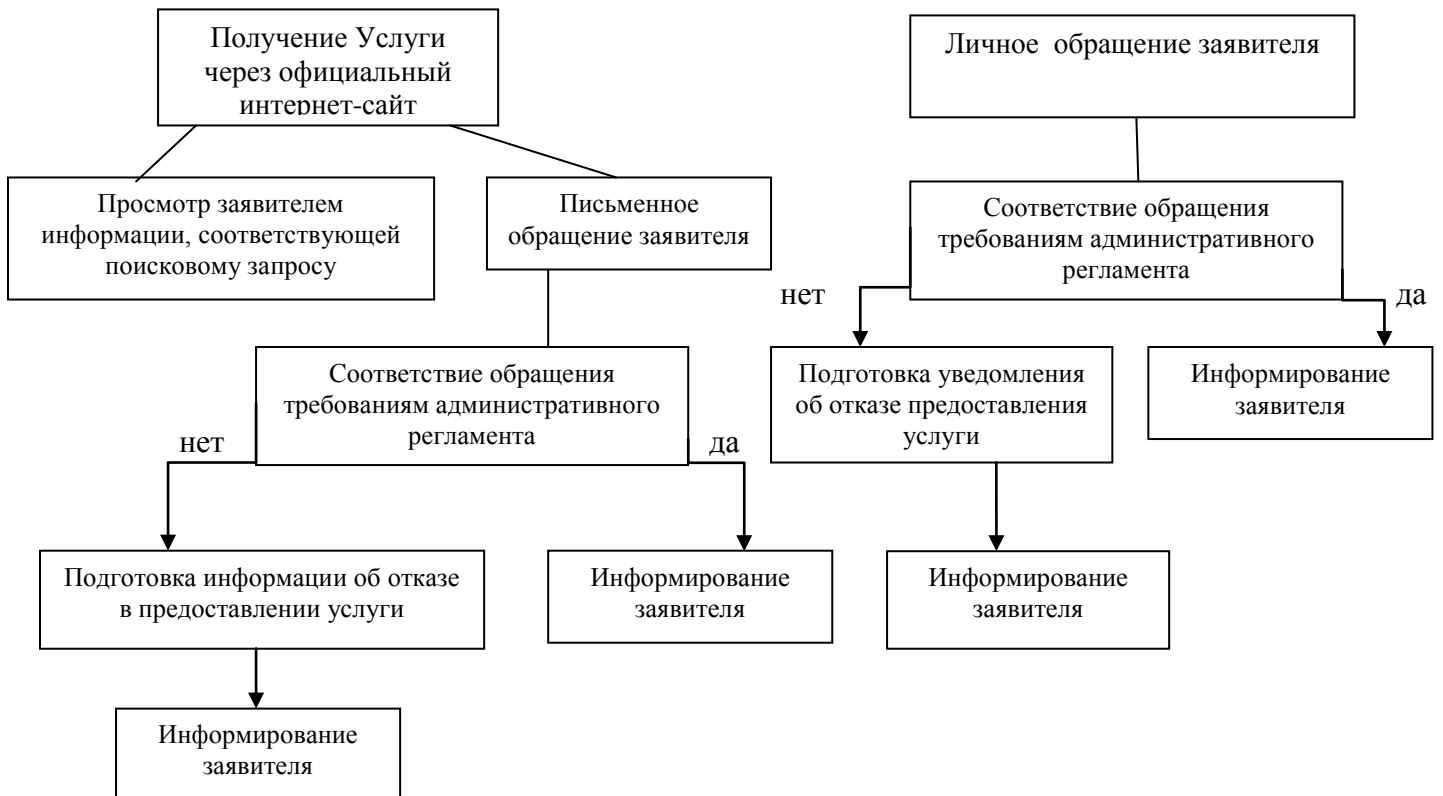 Получение Услуги
через официальный
интернет-сайт
Личное обращение заявителя
Просмотр заявителем
информации, соответствующей
поисковому запросу
Письменное
обращение заявителя
Соответствие обращения
требованиям административного
регламента
нет
да
Соответствие обращения
требованиям административного
регламента
нет
да
Подготовка уведомления
об отказе предоставления
услуги
Информирование
заявителя
Подготовка информации об отказе
в предоставлении услуги
Информирование
заявителя
Информирование
заявителя
Информирование
заявителя